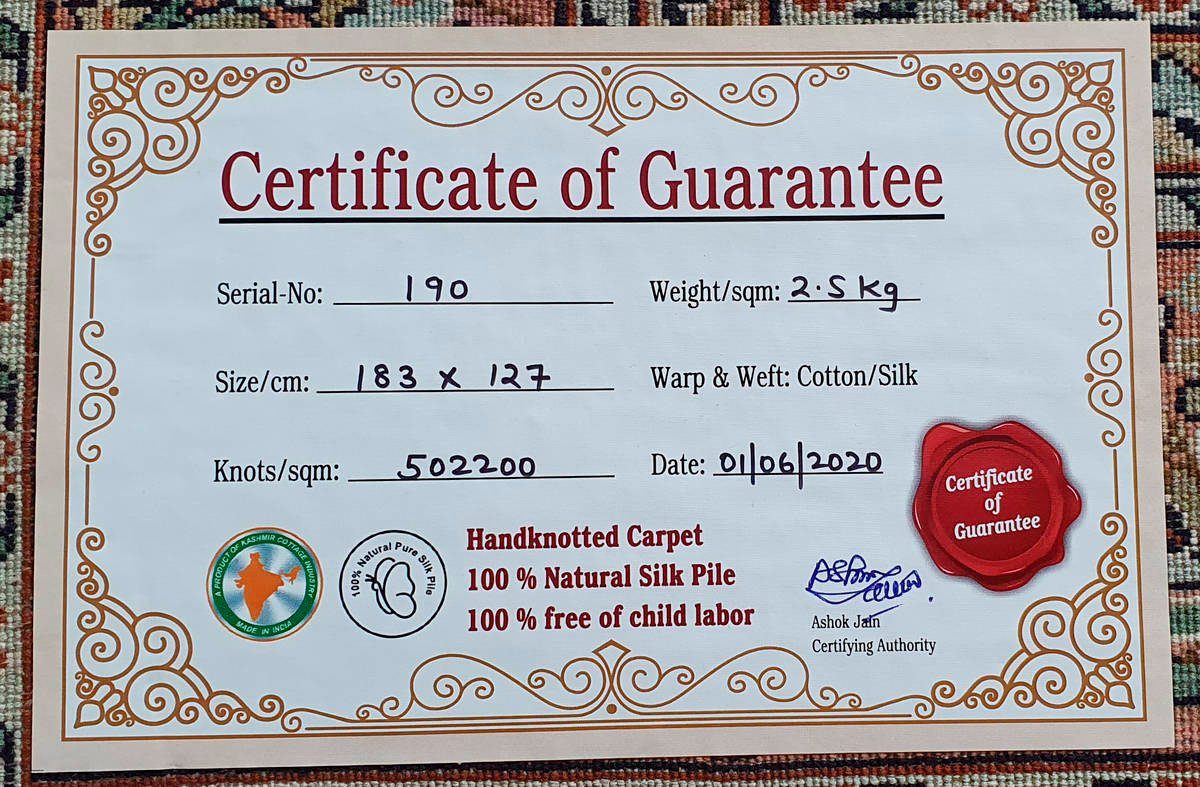 Certificate of Guarantee
Serial-No: 190
Weight/sqm: 2.5 kg
Size/cm: 183 x 127
Warp & Weft: Cotton/Silk
Knots/sqm: 502200
Date: 01/06/2020
Certificate
of
Guarantee
A PRODUCT OF KASHMIR COTTAGE INDUSTRY
MADE IN INDIA
100% Natural Pure Silk Pile
Handknotted Carpet
100 % Natural Silk Pile
100 % free of child labor
Ashok Jain
Certifying Authority